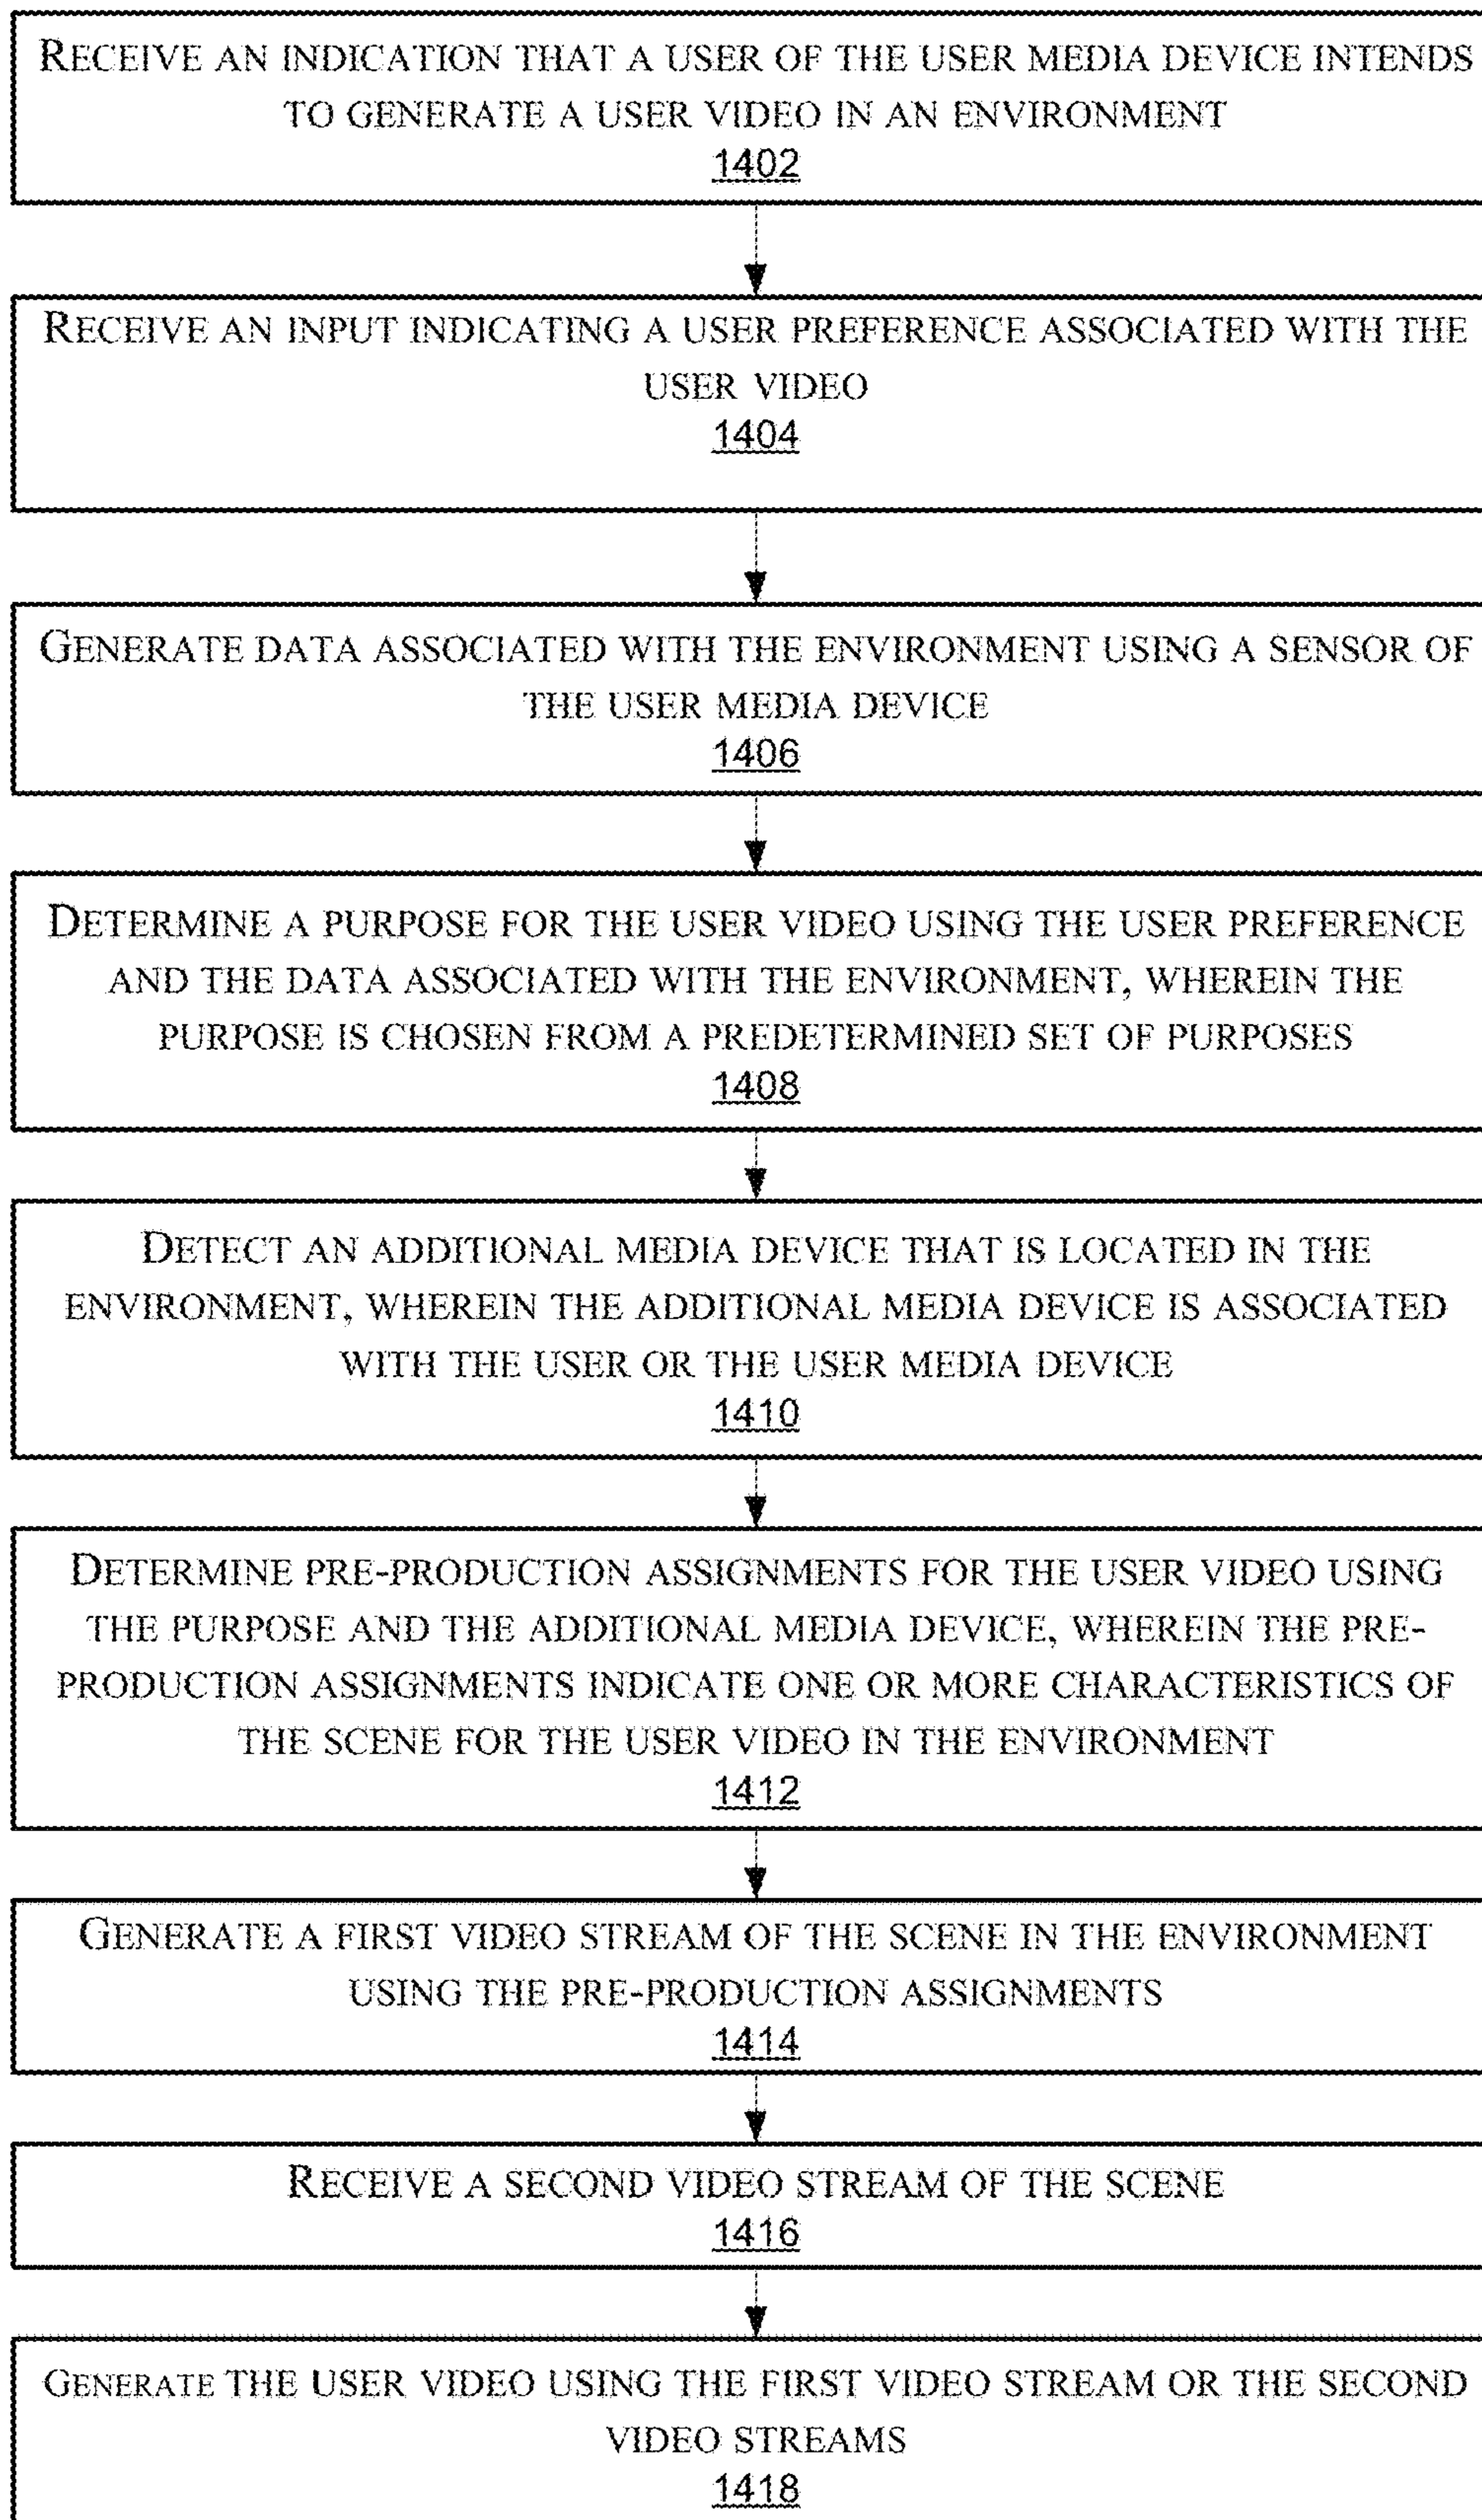 RECEIVE AN INDICATION THAT A USER OF THE USER MEDIA DEVICE INTENDS
TO GENERATE A USER VIDEO IN AN ENVIRONMENT
1402
RECEIVE AN INPUT INDICATING A USER PREFERENCE ASSOCIATED WITH THE
USER VIDEO
1404
GENERATE DATA ASSOCIATED WITH THE ENVIRONMENT USING A SENSOR OF
THE USER MEDIA DEVICE
1406
DETERMINE A PURPOSE FOR THE USER VIDEO USING THE USER PREFERENCE
AND THE DATA ASSOCIATED WITH THE ENVIRONMENT, WHEREIN THE
PURPOSE IS CHOSEN FROM A PREDETERMINED SET OF PURPOSES
1408
DETECT AN ADDITIONAL MEDIA DEVICE THAT IS LOCATED IN THE
ENVIRONMENT, WHEREIN THE ADDITIONAL MEDIA DEVICE IS ASSOCIATED
WITH THE USER OR THE USER MEDIA DEVICE
1410
DETERMINE PRE-PRODUCTION ASSIGNMENTS FOR THE USER VIDEO USING
THE PURPOSE AND THE ADDITIONAL MEDIA DEVICE, WHEREIN THE PRE-
PRODUCTION ASSIGNMENTS INDICATE ONE OR MORE CHARACTERISTICS OF
THE SCENE FOR THE USER VIDEO IN THE ENVIRONMENT
1412
GENERATE A FIRST VIDEO STREAM OF THE SCENE IN THE ENVIRONMENT
USING THE PRE-PRODUCTION ASSIGNMENTS
1414
RECEIVE A SECOND VIDEO STREAM OF THE SCENE
1416
GENERATE THE USER VIDEO USING THE FIRST VIDEO STREAM OR THE SECOND
VIDEO STREAMS
1418